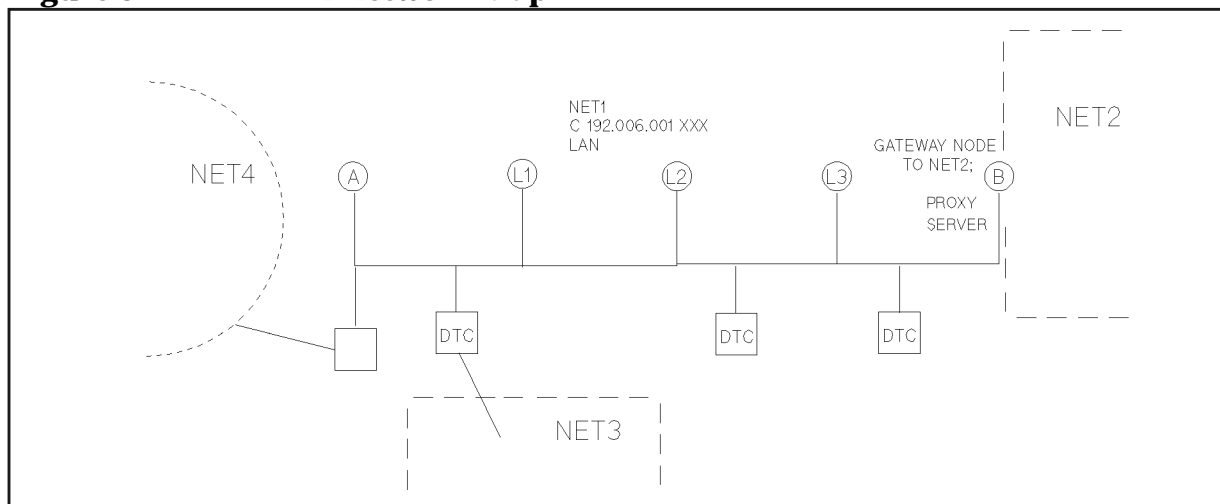 NET1
C 192.006.001 XXX
LAN
NET2
GATEWAY NODE
TO NET2;
NET4
A
L1
L2
L3
B
PROXY
SERVER
DTC
DTC
DTC
NET3